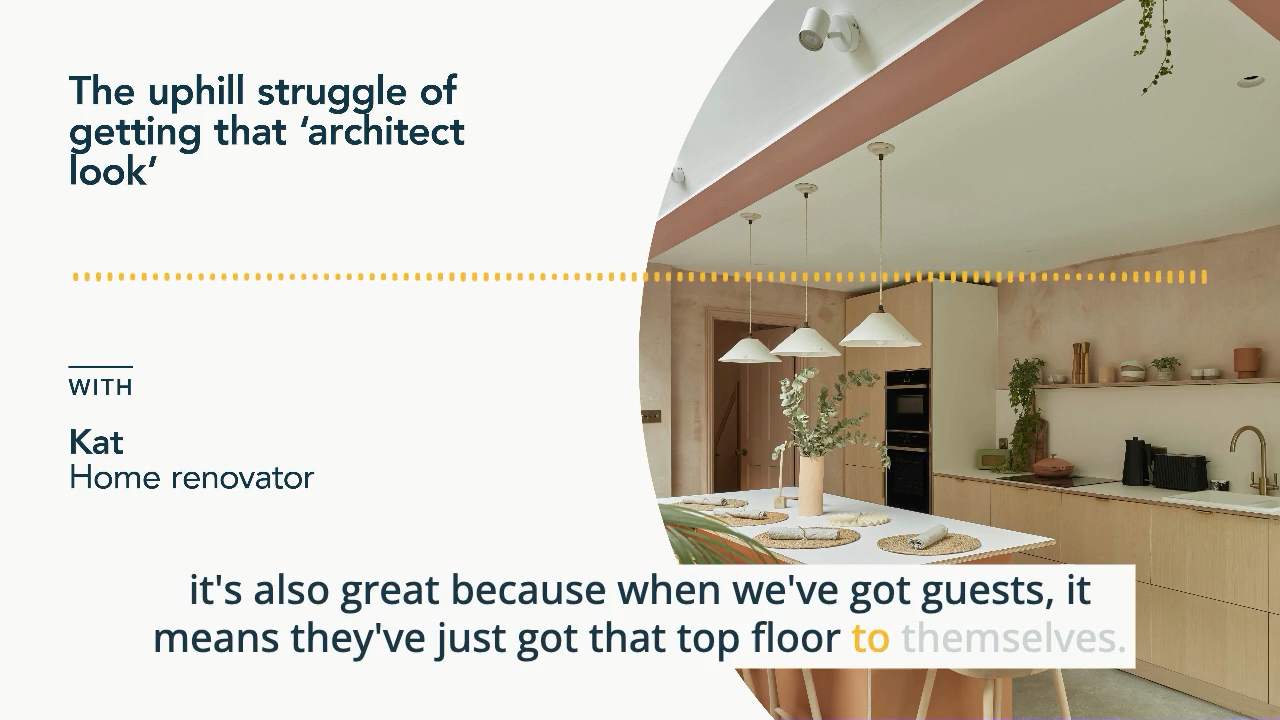 The uphill struggle of
getting that ‘architect
look’
WITH
Kat
Home renovator
it's also great because when we've got guests, it
means they've just got that top floor to themselves.